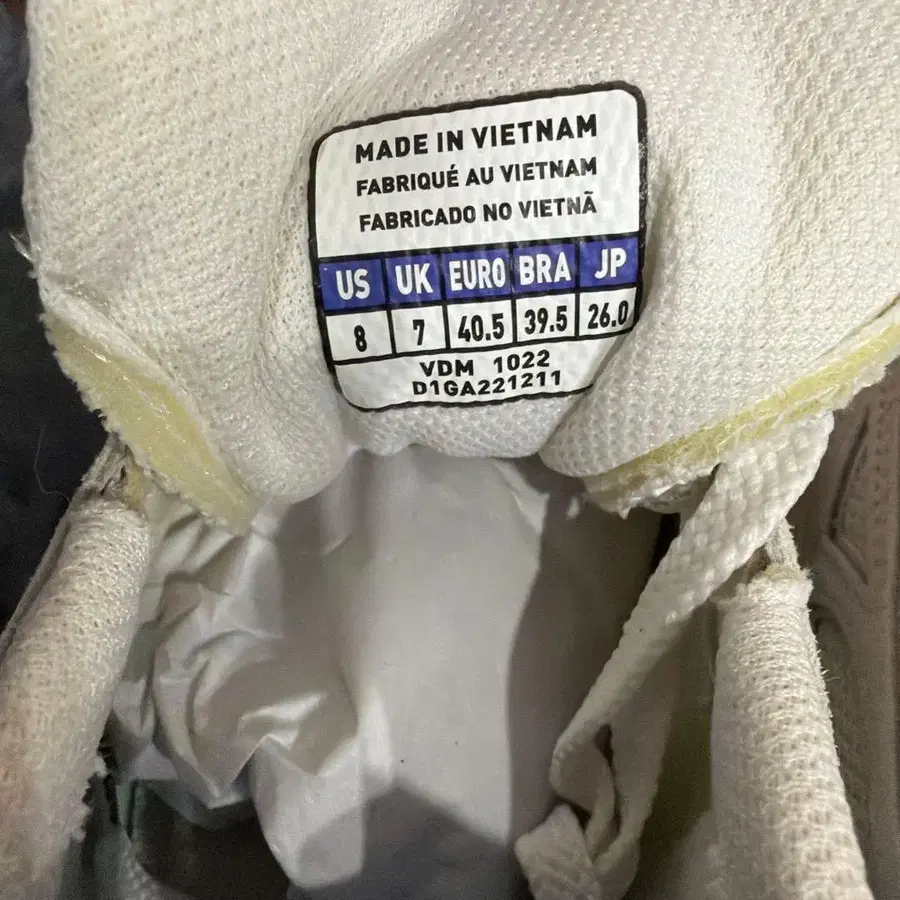 MADE IN VIETNAM
FABRIQUÉ AU VIETNAM
FABRICADO NO VIETNÃ
US UK EURO BRA JP
8 7 40.5 39.5 26.0
VDM 1022
D1GA221211